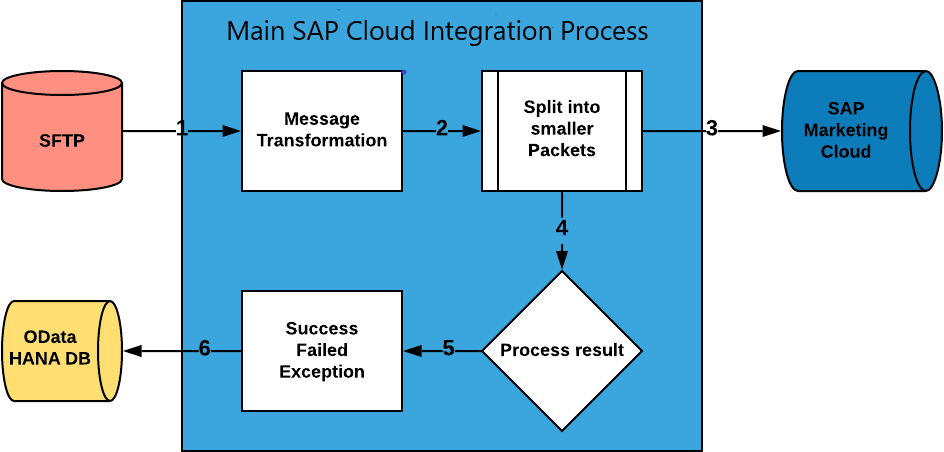 Main SAP Cloud Integration Process
SFTP
1
Message
Transformation
2
Split into
smaller
Packets
3
SAP
Marketing
Cloud
4
Process result
5
Success
Failed
Exception
6
OData
HANA DB